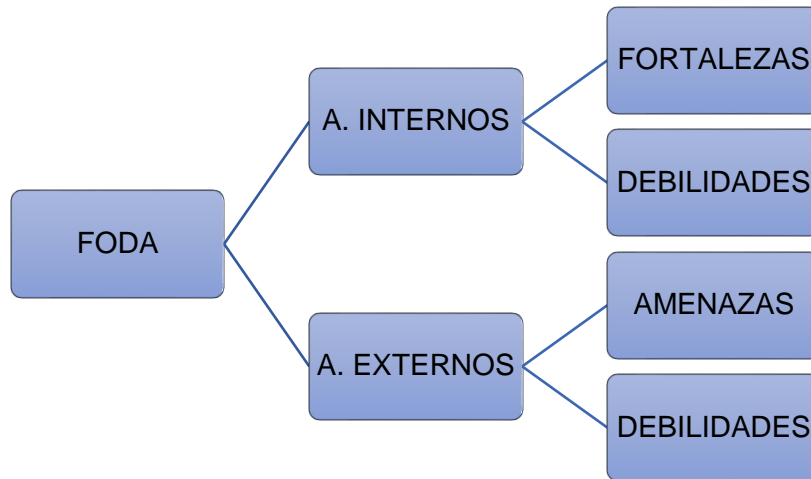 FODA
A. INTERNOS
FORTALEZAS
DEBILIDADES
A. EXTERNOS
AMENAZAS
DEBILIDADES